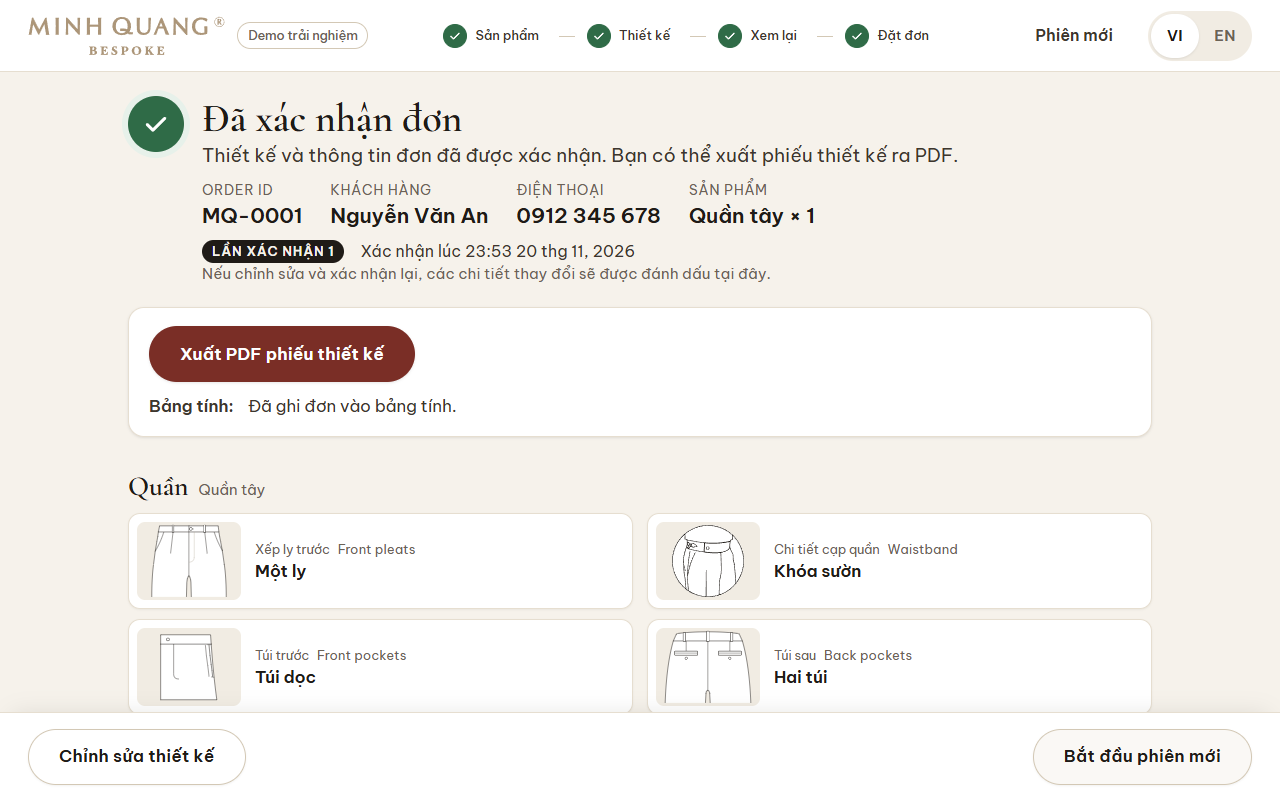 MINH QUANG®
BESPOKE
Demo trải nghiệm
Sản phẩm
Thiết kế
Xem lại
Đặt đơn
Phiên mới
VI
EN
Đã xác nhận đơn
Thiết kế và thông tin đơn đã được xác nhận. Bạn có thể xuất phiếu thiết kế ra PDF.
ORDER ID
KHÁCH HÀNG
ĐIỆN THOẠI
SẢN PHẨM
MQ-0001
Nguyễn Văn An
0912 345 678
Quần tây × 1
LẦN XÁC NHẬN 1
Xác nhận lúc 23:53 20 thg 11, 2026
Nếu chỉnh sửa và xác nhận lại, các chi tiết thay đổi sẽ được đánh dấu tại đây.
Xuất PDF phiếu thiết kế
Bảng tính: Đã ghi đơn vào bảng tính.
Quần Quần tây
Xếp ly trước Front pleats
Một ly
Chi tiết cạp quần Waistband
Khóa sườn
Túi trước Front pockets
Túi dọc
Túi sau Back pockets
Hai túi
Chỉnh sửa thiết kế
Bắt đầu phiên mới